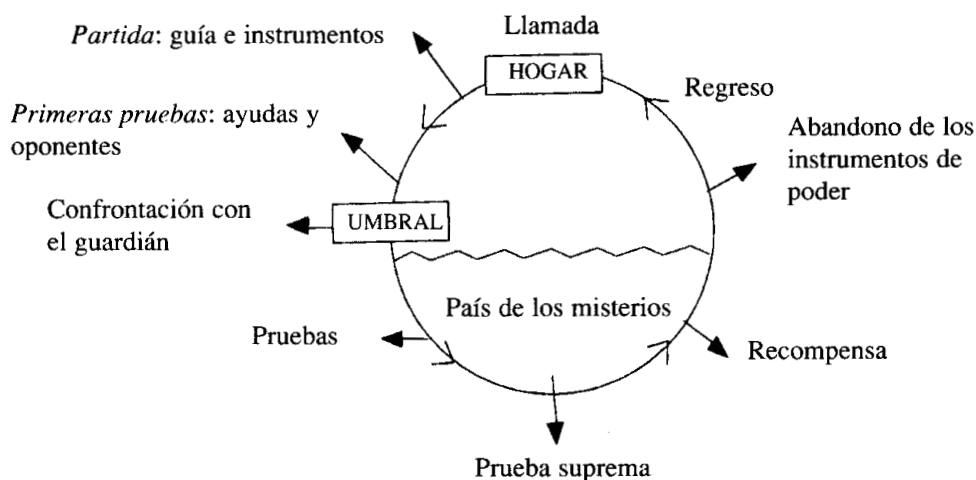 Llamada
HOGAR
Partida: guía e instrumentos
Primeras pruebas: ayudas y
oponentes
Confrontación con
el guardián
UMBRAL
País de los misterios
Pruebas
Prueba suprema
Recompensa
Abandono de los
instrumentos de
poder
Regreso